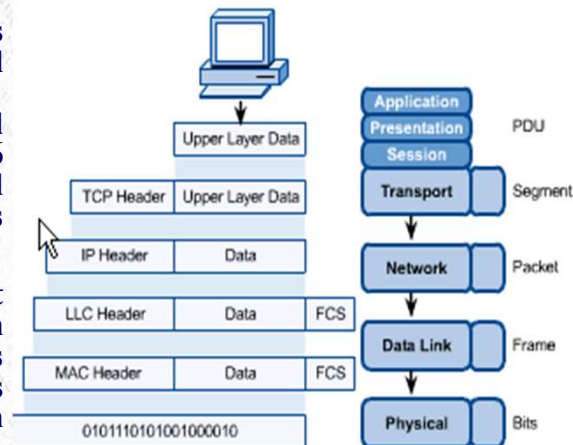 Upper Layer Data
TCP Header Upper Layer Data
IP Header Data
LLC Header Data FCS
MAC Header Data FCS
0101110101001000010
Application
Presentation
Session
PDU
Transport Segment
Network Packet
Data Link Frame
Physical Bits